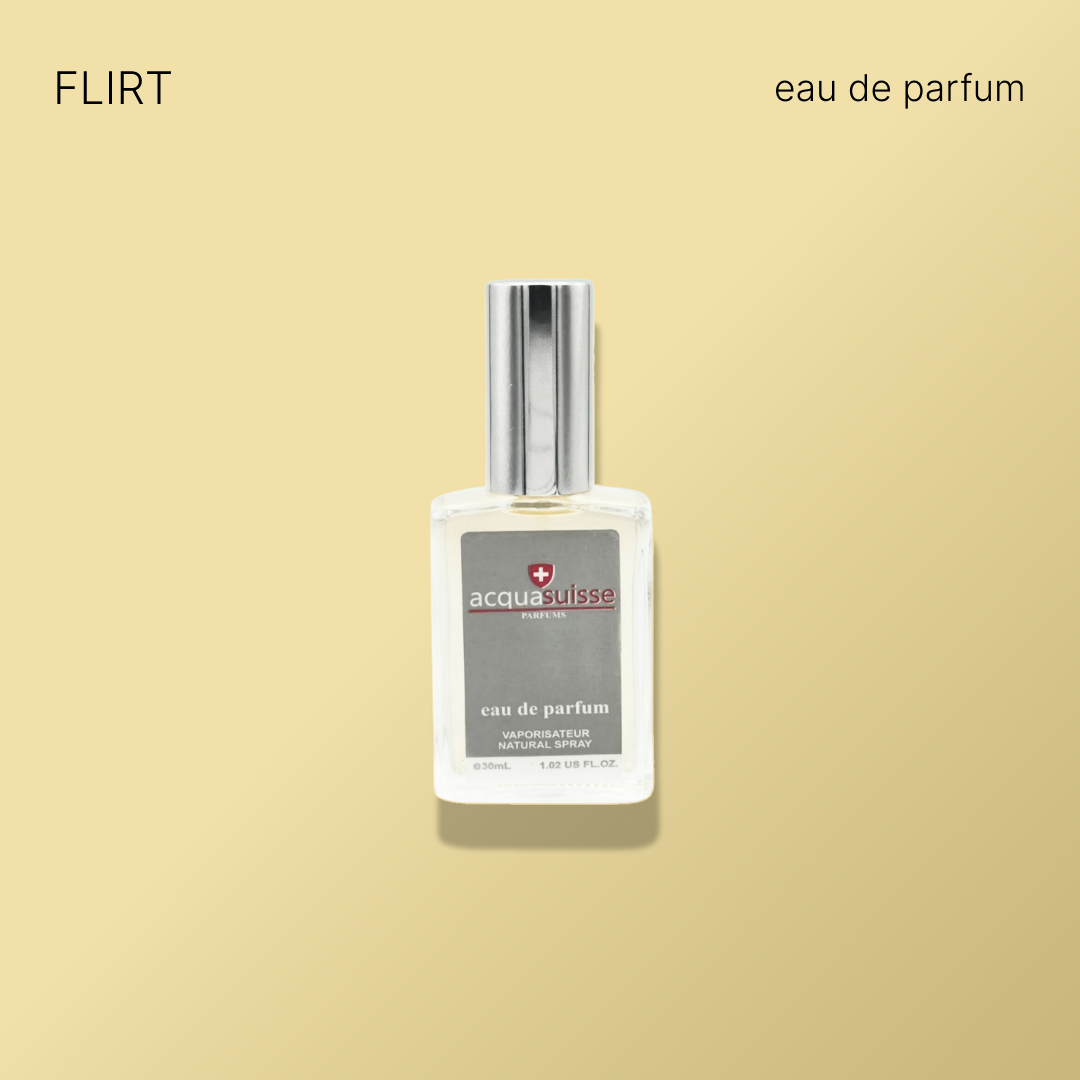 FLIRT
eau de parfum
acquasuisse
PARFUMS
eau de parfum
VAPORISATEUR
NATURAL SPRAY
℮30mL 1.02 US FL.OZ.